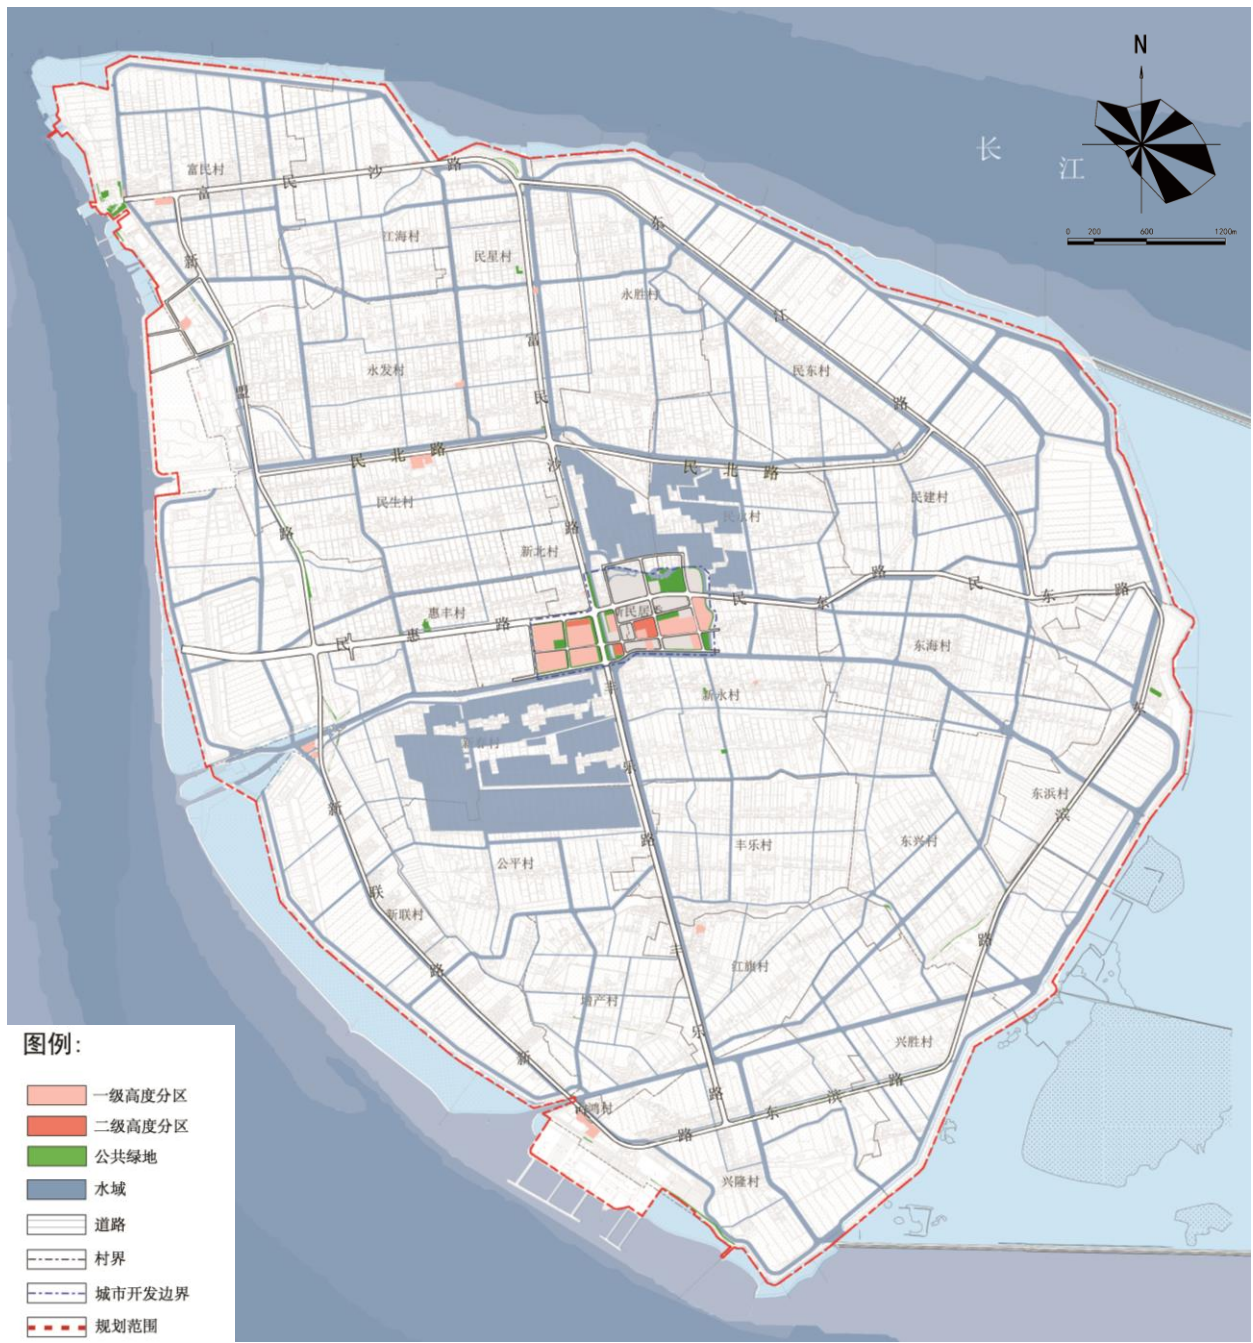 N
长
江
0 200 600 1200m
富民村
富 民 沙 路
江海村
民星村
永胜村
东 江 路
新 盟 路
富 民 沙 路
永发村
民东村
民 北 路
民 北 路
民生村
民建村
新北村
惠丰村
民 惠 路
民 东 路
民 东 路
东海村
新永村
东浜村
丰 乐 路
东 滨 路
新 联 路
公平村
丰乐村
东兴村
新联村
红旗村
增产村
丰 乐 路
兴胜村
新
路 东 滨 路
兴隆村
图例：
一级高度分区
二级高度分区
公共绿地
水域
道路
村界
城市开发边界
规划范围